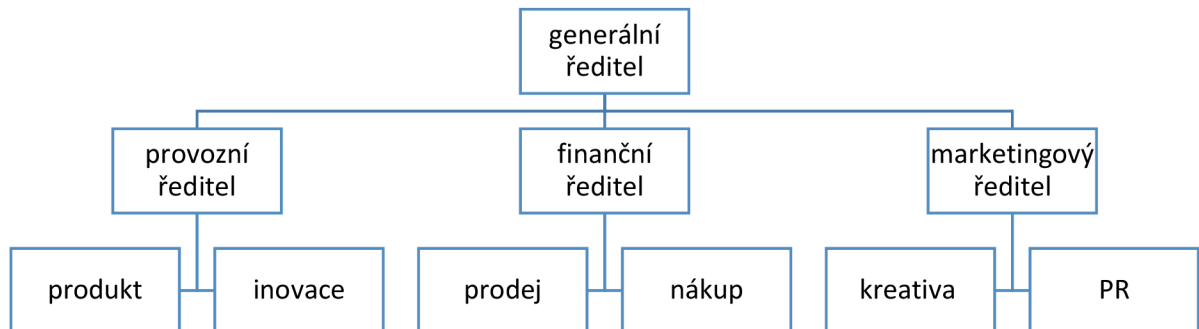 generální
ředitel
provozní
ředitel
finanční
ředitel
marketingový
ředitel
produkt
inovace
prodej
nákup
kreativa
PR